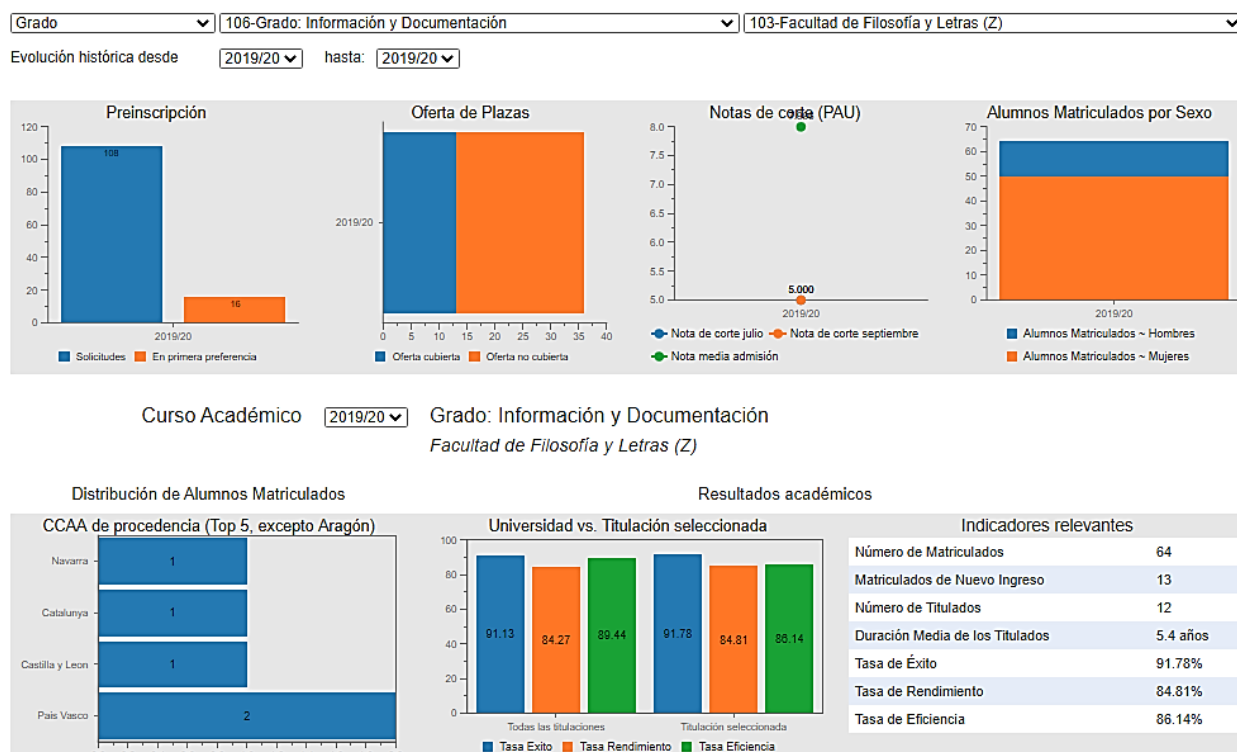 Grado 106-Grado: Información y Documentación 103-Facultad de Filosofía y Letras (Z)
Evolución histórica desde 2019/20 hasta: 2019/20
Preinscripción
120
100
80
60
40
20
0
108
16
2019/20
Solicitudes En primera preferencia
Oferta de Plazas
2019/20
0 5 10 15 20 25 30 35 40
Oferta cubierta Oferta no cubierta
Notas de corte (PAU)
8.0
7.5
7.0
6.5
6.0
5.5
5.0
5.000
2019/20
Nota de corte julio Nota de corte septiembre
Nota media admisión
Alumnos Matriculados por Sexo
70
60
50
40
30
20
10
0
2019/20
Alumnos Matriculados ~ Hombres
Alumnos Matriculados ~ Mujeres
Curso Académico 2019/20 Grado: Información y Documentación
Facultad de Filosofía y Letras (Z)
Distribución de Alumnos Matriculados
CCAA de procedencia (Top 5, excepto Aragón)
Navarra 1
Catalunya 1
Castilla y Leon 1
Pais Vasco 2
Resultados académicos
Universidad vs. Titulación seleccionada
100
80
60
40
20
0
91.13 84.27 89.44 91.78 84.81 86.14
Todas las titulaciones Titulación seleccionada
Tasa Exito Tasa Rendimiento Tasa Eficiencia
Indicadores relevantes
Número de Matriculados 64
Matriculados de Nuevo Ingreso 13
Número de Titulados 12
Duración Media de los Titulados 5.4 años
Tasa de Éxito 91.78%
Tasa de Rendimiento 84.81%
Tasa de Eficiencia 86.14%